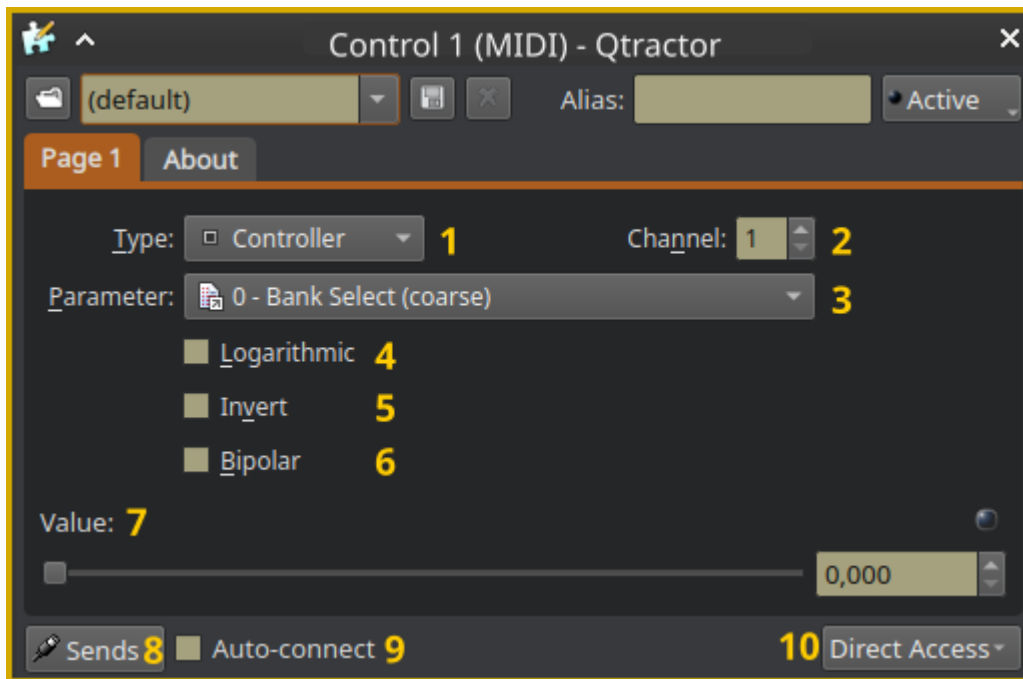 Control 1 (MIDI) - Qtractor
(default) Alias: Active
Page 1 About
Type: Controller 1 Channel: 1 2
Parameter: 0 - Bank Select (coarse) 3
Logarithmic 4
Invert 5
Bipolar 6
Value: 7
0,000
Sends 8 Auto-connect 9 10 Direct Access